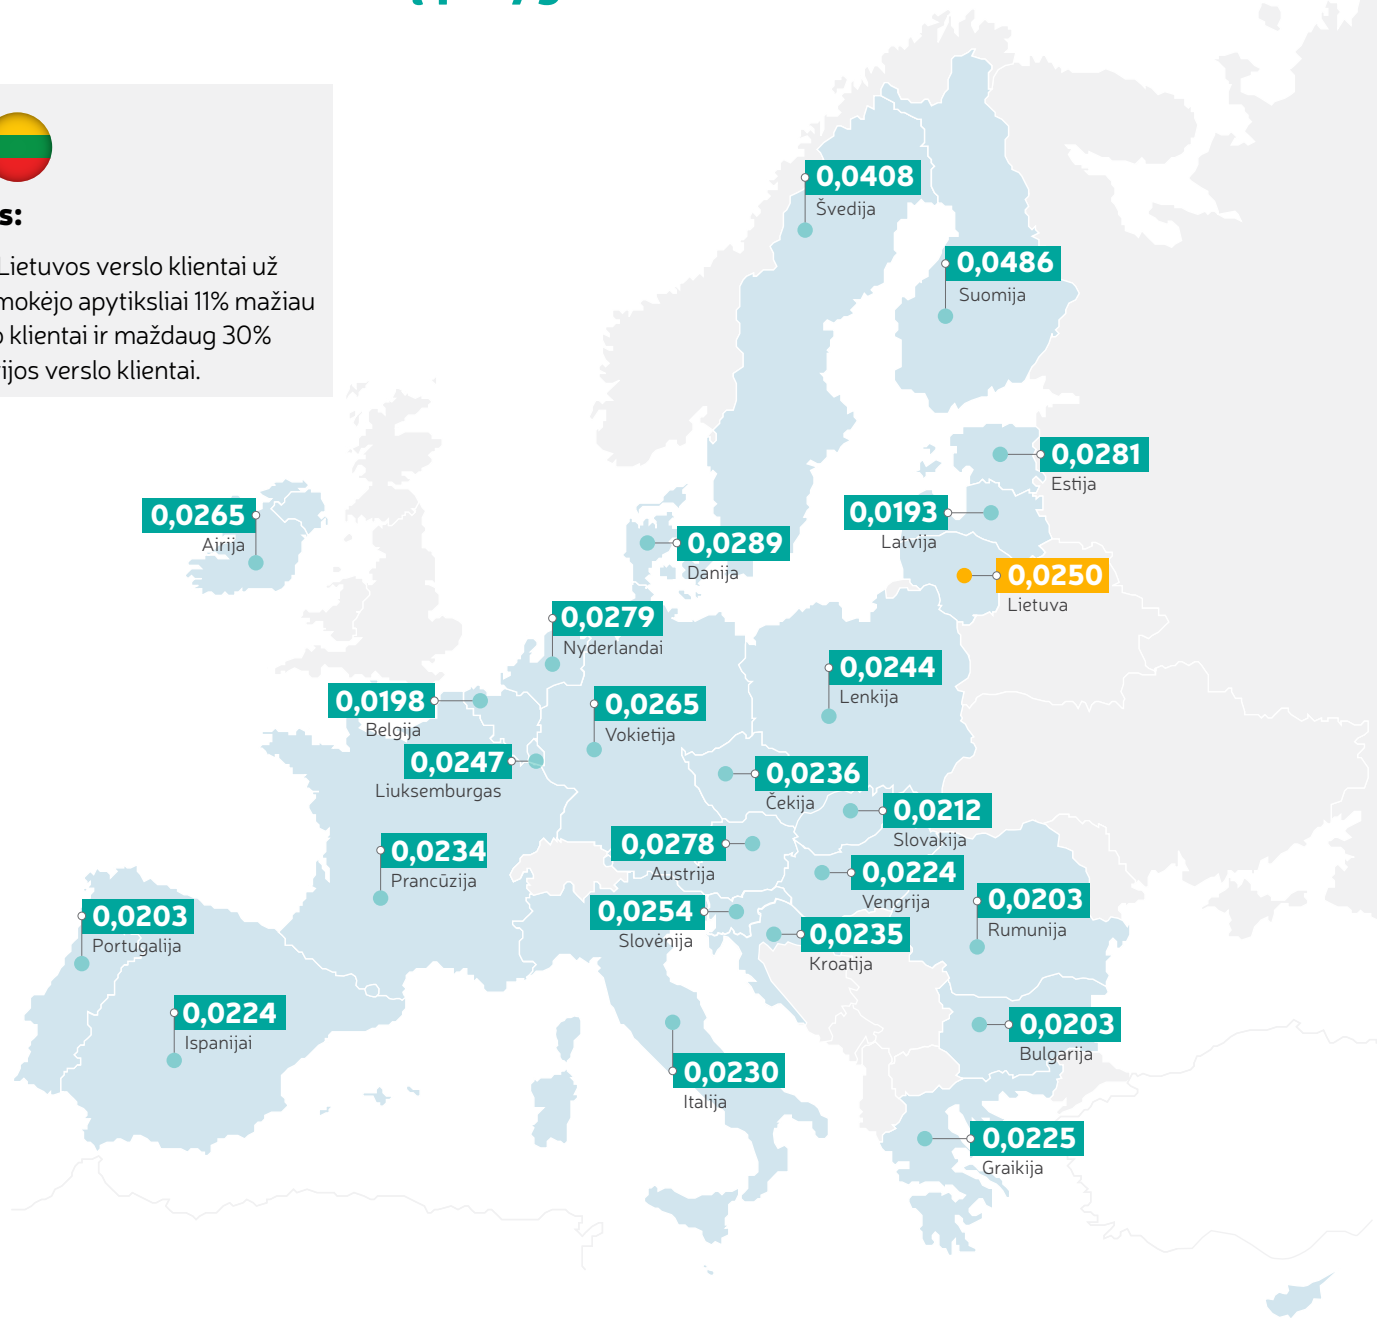 s:
Lietuvos verslo klientai už
mokėjo apytiksliai 11% mažiau
klientai ir maždaug 30%
ijos verslo klientai.
0,0408
Švedija
0,0486
Suomija
0,0281
Estija
0,0265
Airija
0,0193
Latvija
0,0289
Danija
0,0250
Lietuva
0,0279
Nyderlandai
0,0244
Lenkija
0,0198
Belgija
0,0265
Vokietija
0,0247
Liuksemburgas
0,0236
Čekija
0,0212
Slovakija
0,0278
Austrija
0,0234
Prancūzija
0,0224
Vengrija
0,0203
Rumunija
0,0254
Slovėnija
0,0203
Portugalija
0,0235
Kroatija
0,0224
Ispanijai
0,0203
Bulgarija
0,0230
Italija
0,0225
Graikija